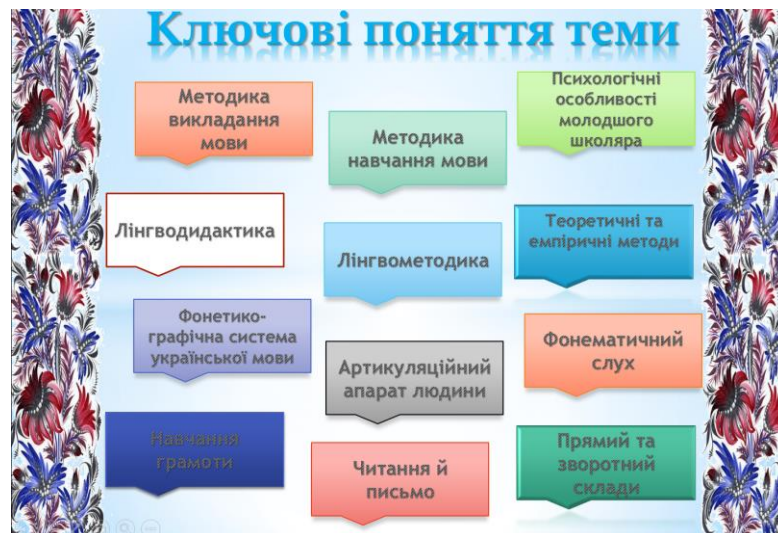 Ключові поняття теми
Методика
викладання
мови
Методика
навчання мови
Психологічні
особливості
молодшого
школяра
Лінгводидактика
Лінгвометодика
Теоретичні та
емпіричні методи
Фонетико-
графічна система
української мови
Артикуляційний
апарат людини
Фонематичний
слух
Навчання
грамоти
Читання й
письмо
Прямий та
зворотний
склади